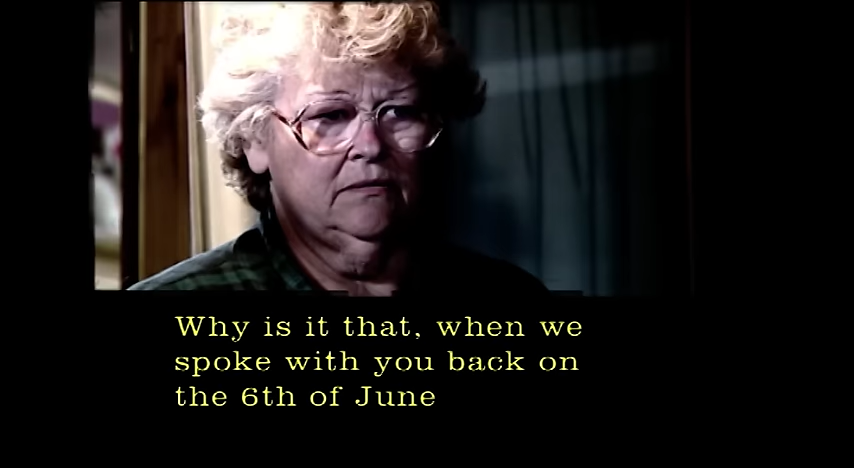 Why is it that, when we
spoke with you back on
the 6th of June